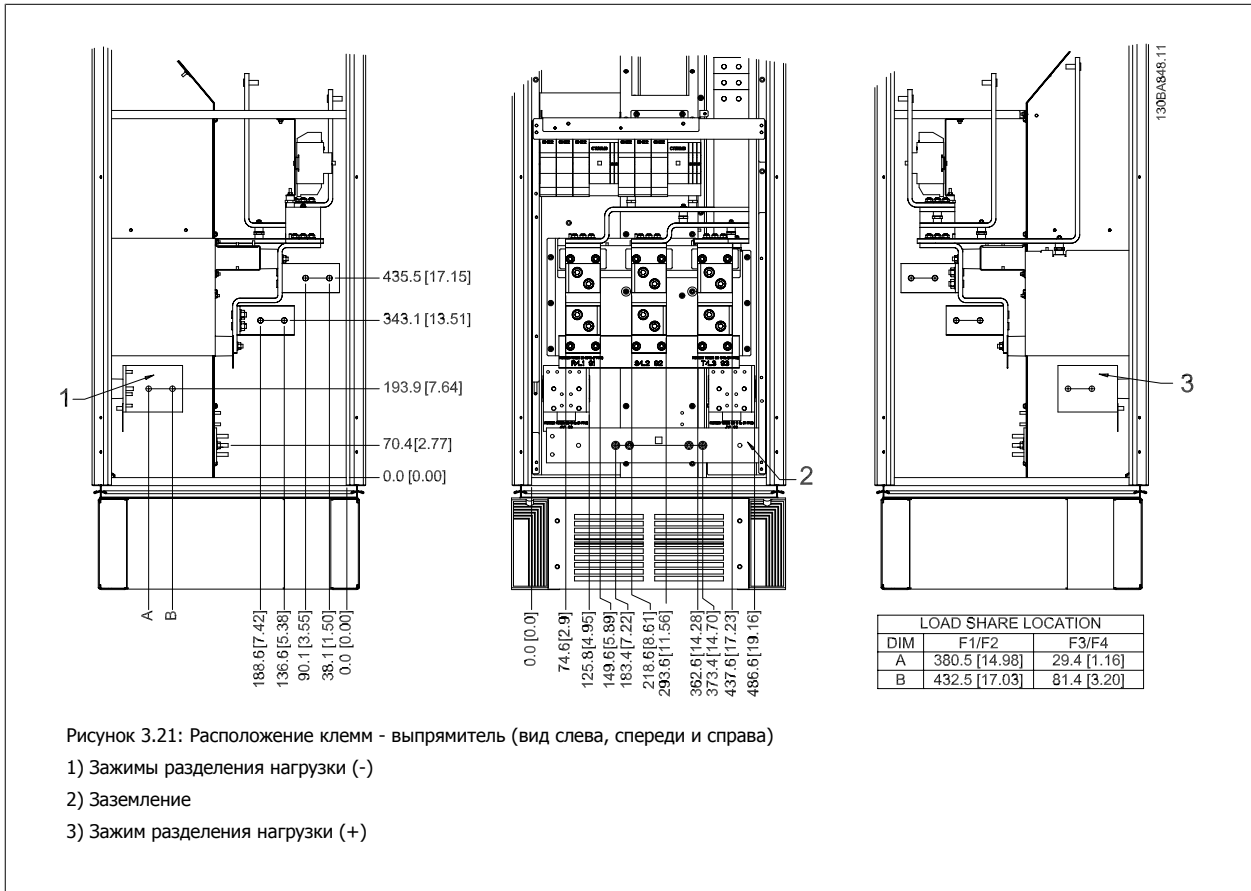 130BA848.11
435.5 [17.15]
343.1 [13.51]
193.9 [7.64]
70.4 [2.77]
0.0 [0.00]
1
2
3
A
B
188.6 [7.42]
136.6 [5.38]
90.1 [3.55]
38.1 [1.50]
0.0 [0.00]
R/L1 91
S/L2 92
T/L3 93
0.0 [0.0]
74.6 [2.9]
125.8 [4.95]
149.6 [5.89]
183.4 [7.22]
218.6 [8.61]
293.6 [11.56]
362.6 [14.28]
373.4 [14.70]
437.6 [17.23]
486.6 [19.16]
LOAD SHARE LOCATION
DIM F1/F2 F3/F4
A 380.5 [14.98] 29.4 [1.16]
B 432.5 [17.03] 81.4 [3.20]
Рисунок 3.21: Расположение клемм - выпрямитель (вид слева, спереди и справа)
1) Зажимы разделения нагрузки (-)
2) Заземление
3) Зажим разделения нагрузки (+)